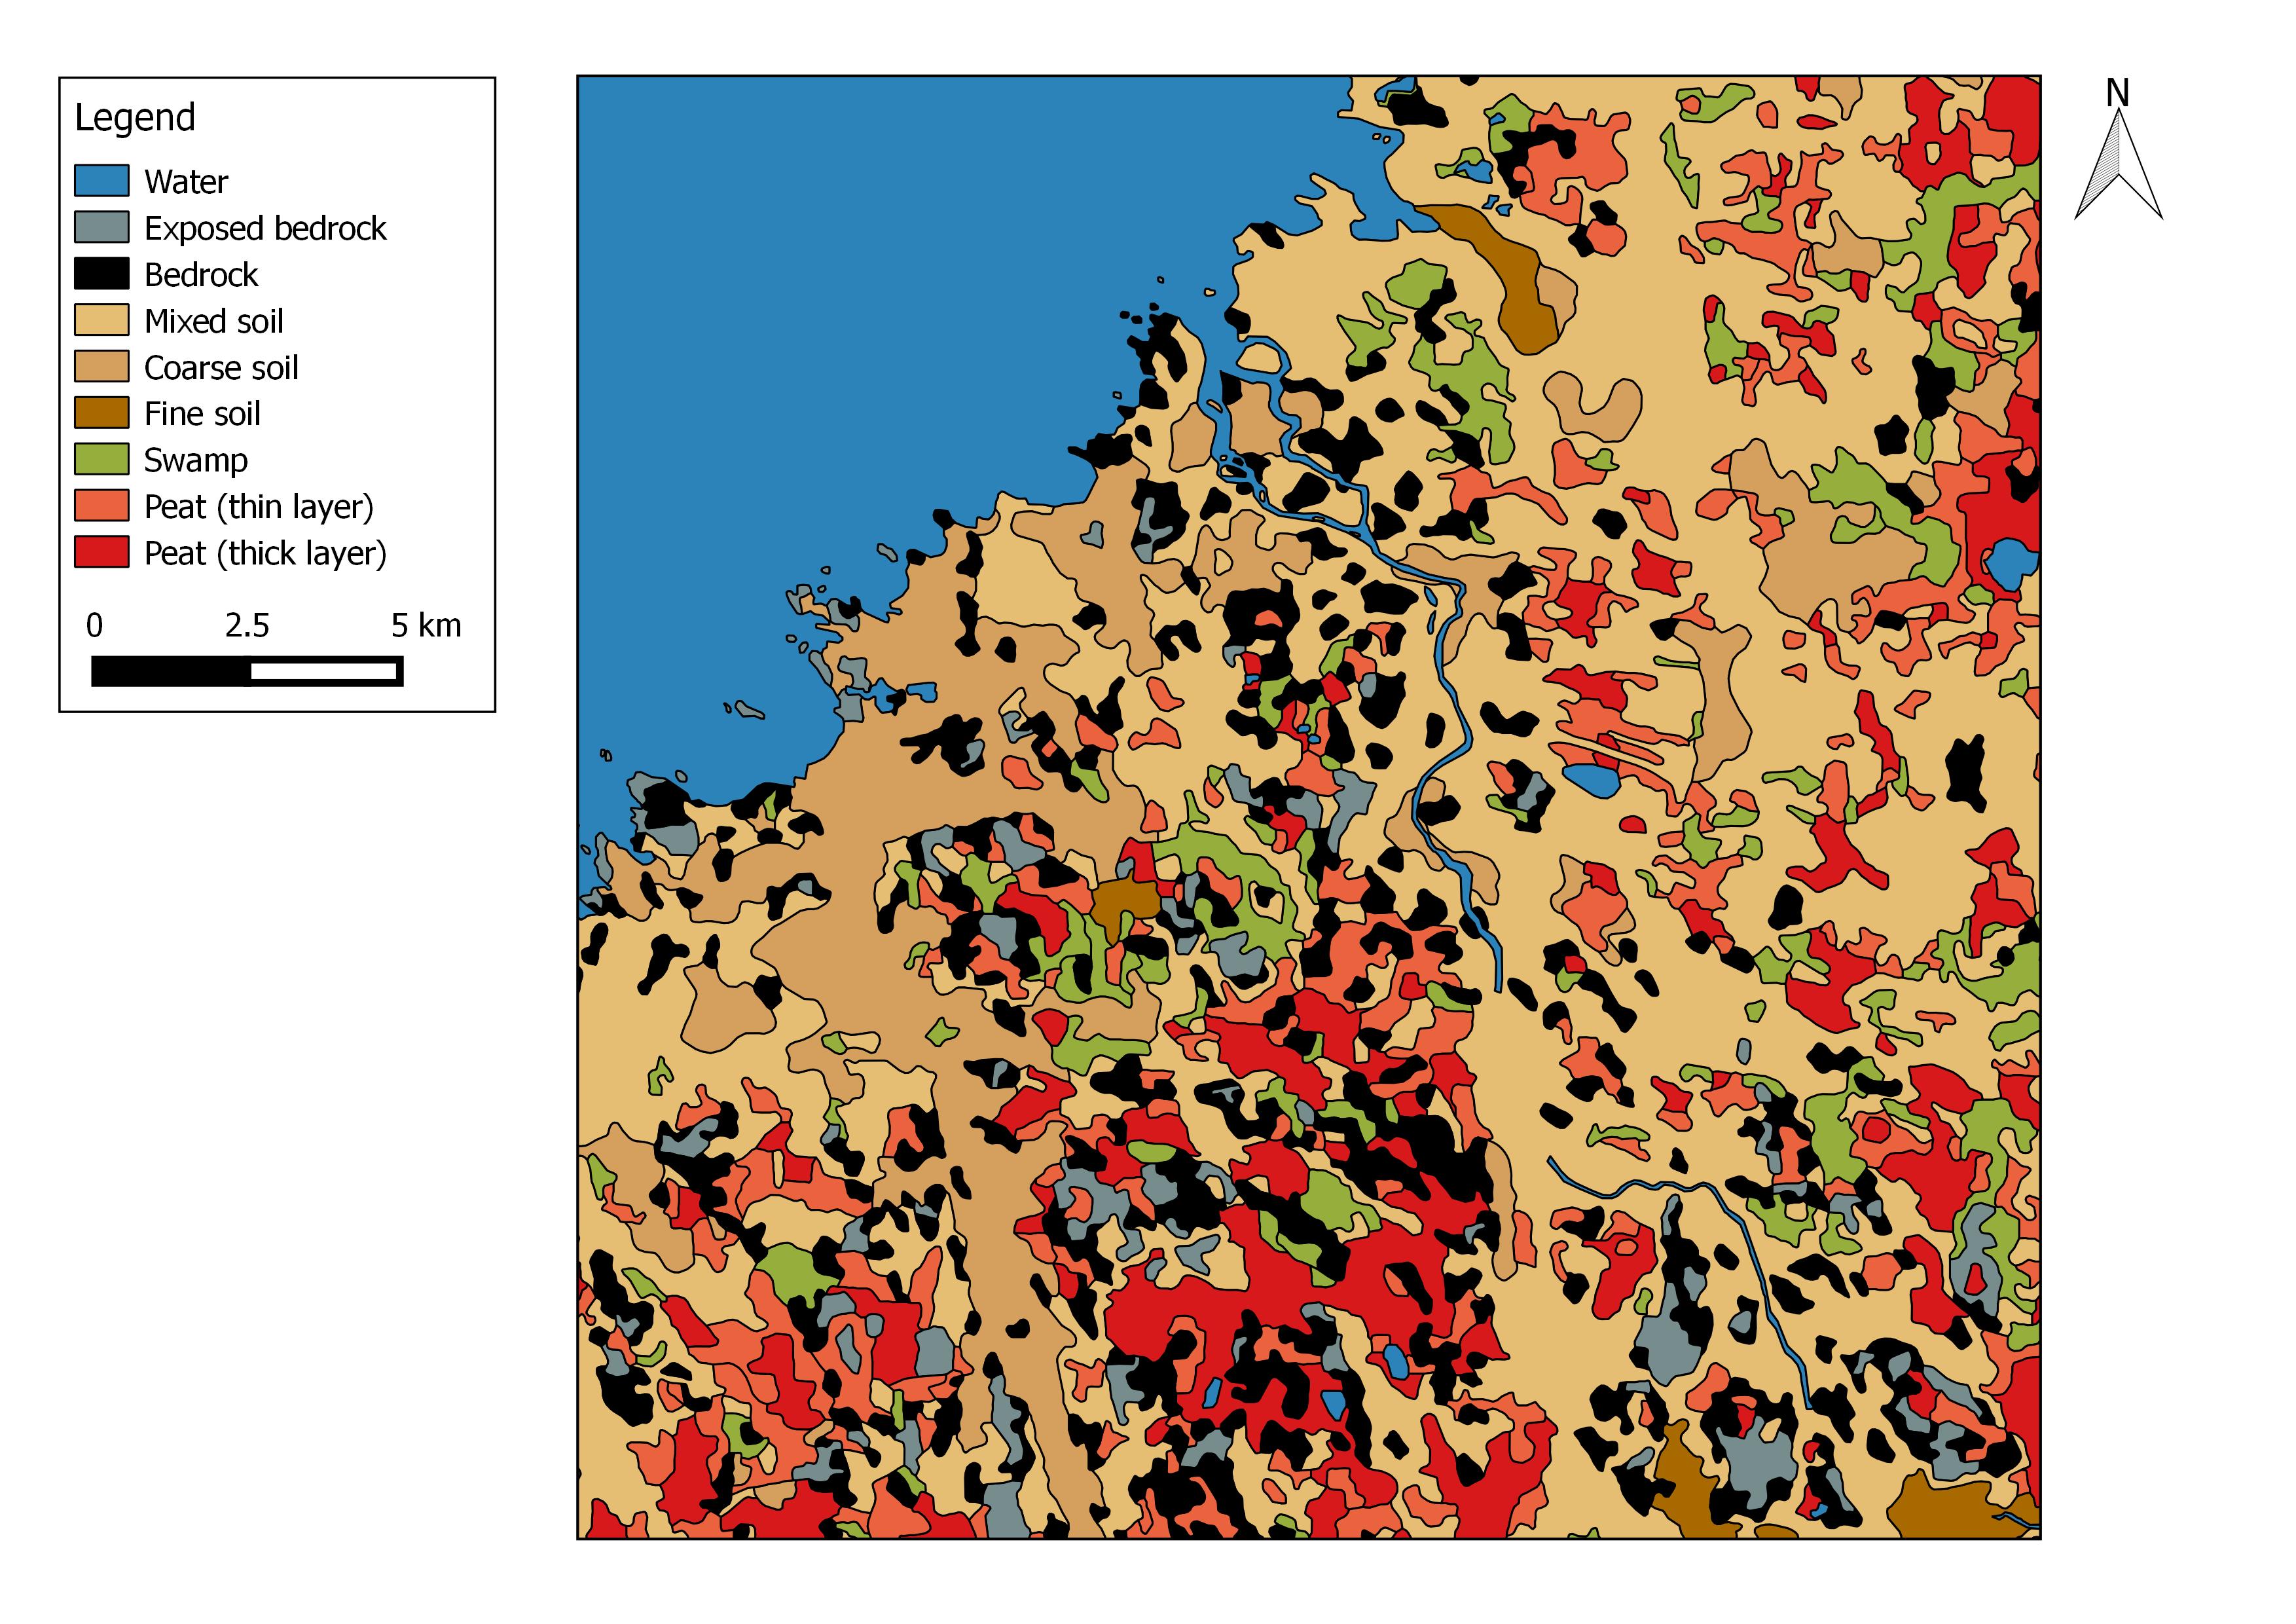 Legend
Water
Exposed bedrock
Bedrock
Mixed soil
Coarse soil
Fine soil
Swamp
Peat (thin layer)
Peat (thick layer)
0 2.5 5 km
N